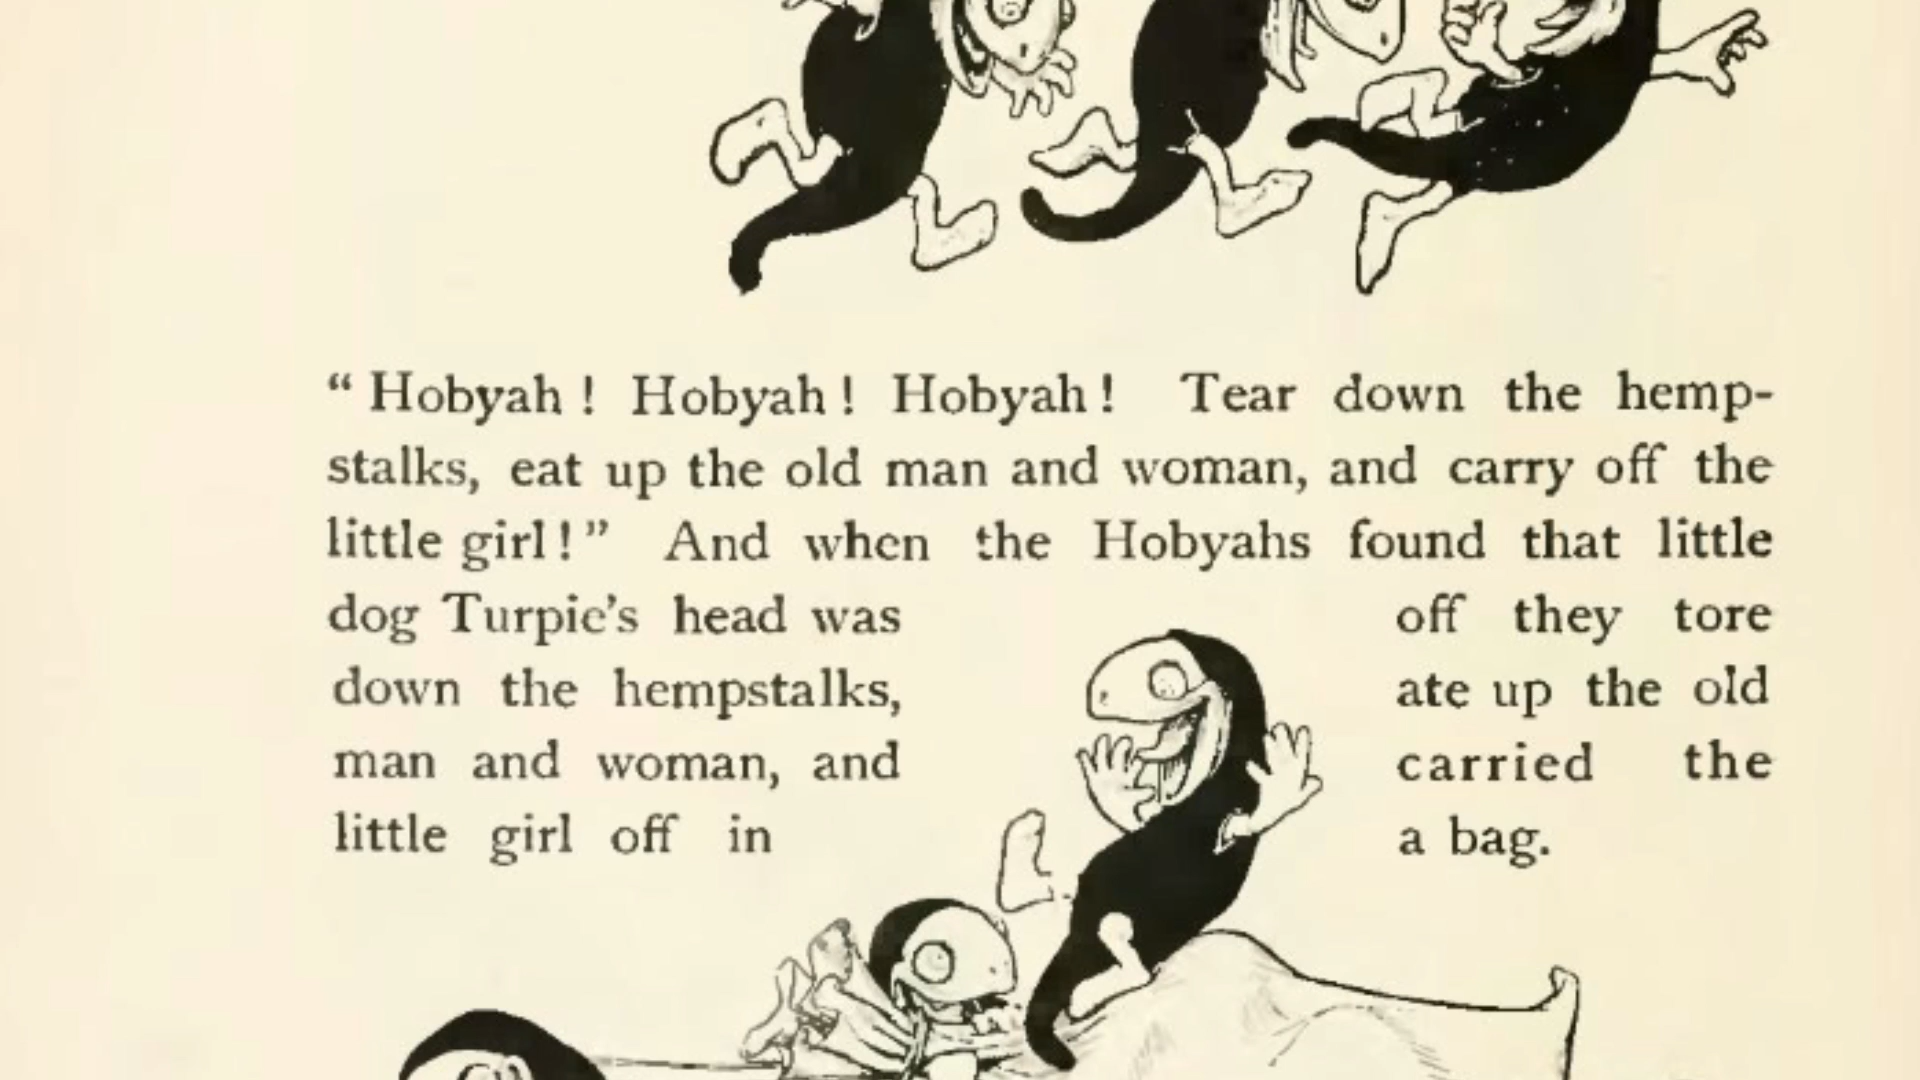 “ Hobyah ! Hobyah ! Hobyah ! Tear down the hemp-
stalks, eat up the old man and woman, and carry off the
little girl ! ” And when the Hobyahs found that little
dog Turpie’s head was off they tore
down the hempstalks, ate up the old
man and woman, and carried the
little girl off in a bag.